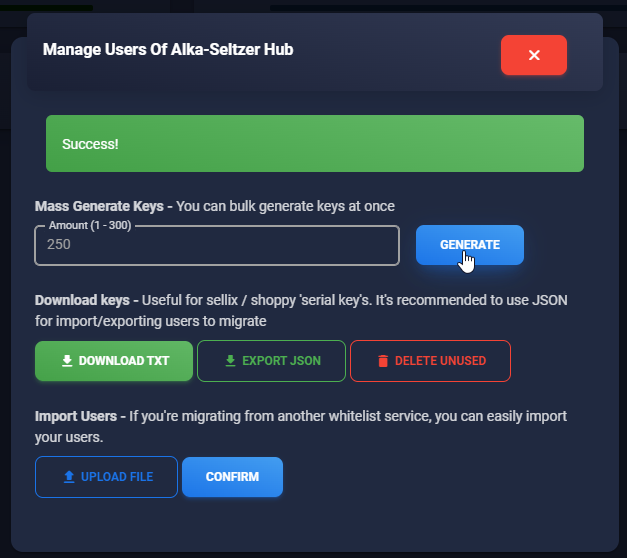 Manage Users Of Alka-Seltzer Hub
Success!
Mass Generate Keys - You can bulk generate keys at once
Amount (1 - 300)
250
GENERATE
Download keys - Useful for sellix / shoppy 'serial key's. It's recommended to use JSON
for import/exporting users to migrate
DOWNLOAD TXT
EXPORT JSON
DELETE UNUSED
Import Users - If you're migrating from another whitelist service, you can easily import
your users.
UPLOAD FILE
CONFIRM